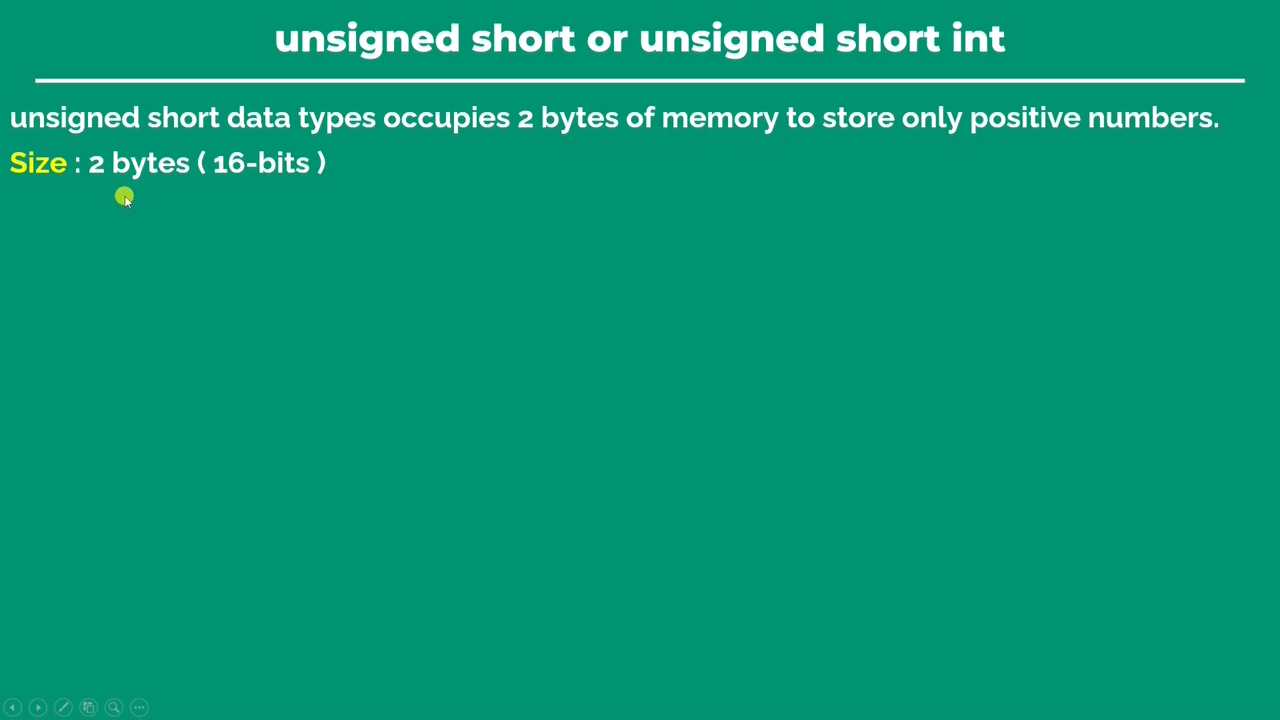 unsigned short or unsigned short int
unsigned short data types occupies 2 bytes of memory to store only positive numbers.
Size : 2 bytes ( 16-bits )